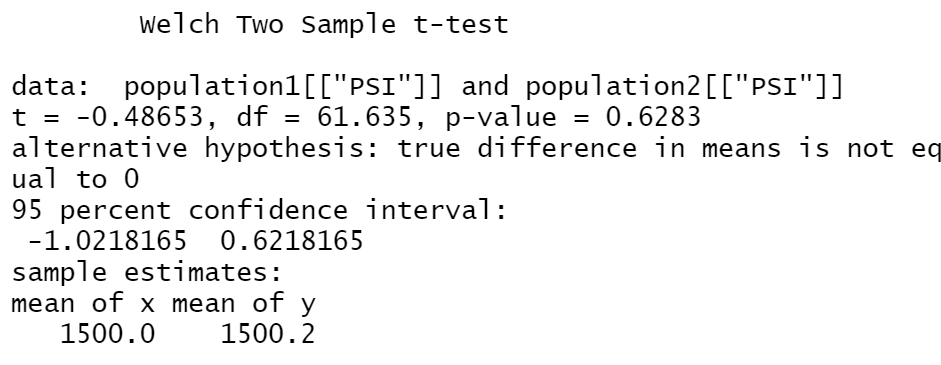 Welch Two Sample t-test
data:  population1[["PSI"]] and population2[["PSI"]]
t = -0.48653, df = 61.635, p-value = 0.6283
alternative hypothesis: true difference in means is not eq
ual to 0
95 percent confidence interval:
 -1.0218165  0.6218165
sample estimates:
mean of x mean of y
   1500.0    1500.2